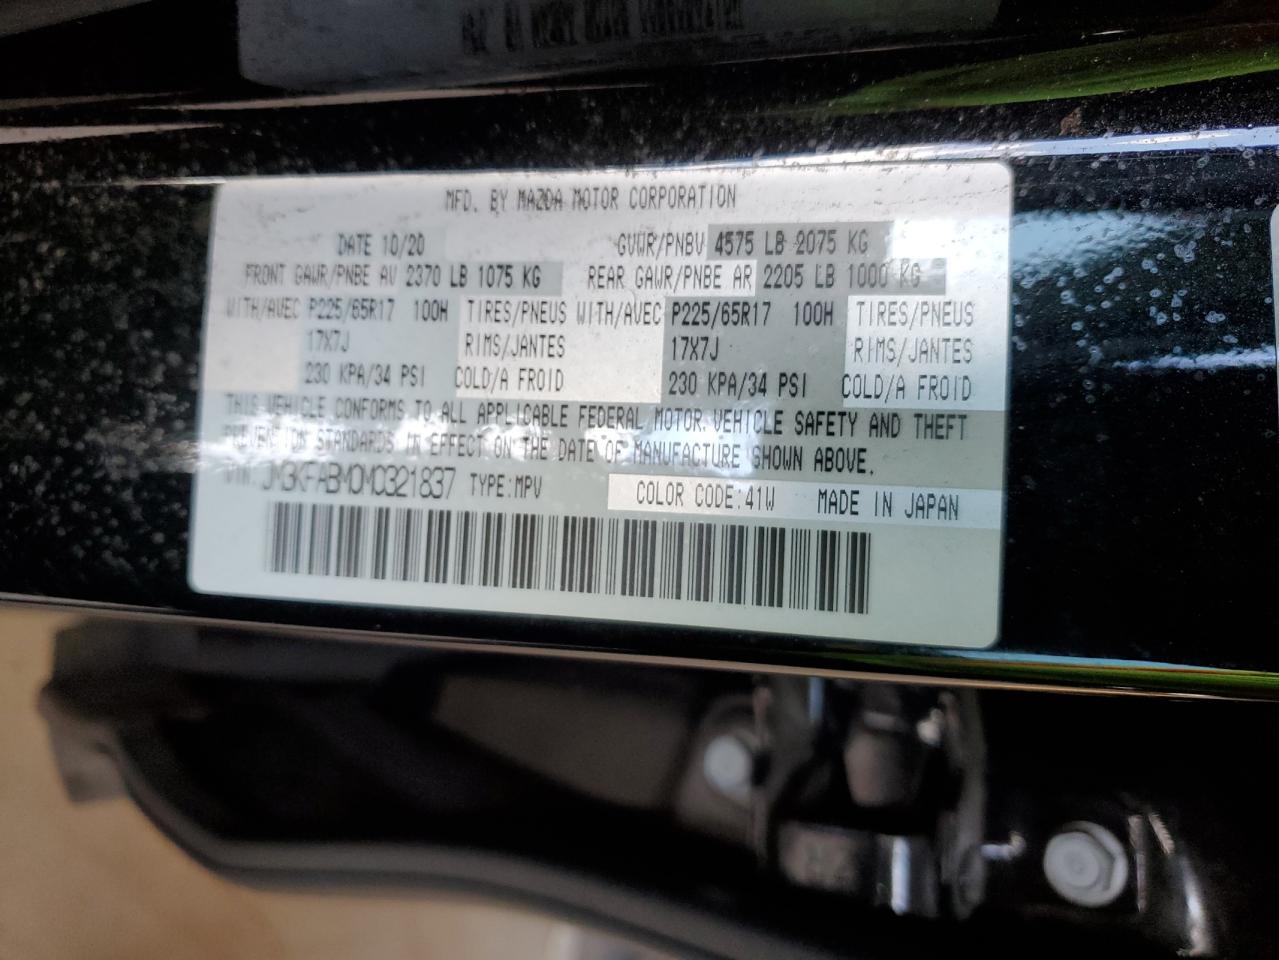 MFD. BY MAZDA MOTOR CORPORATION
DATE 10/20 GVWR/PNBV 4575 LB 2075 KG
FRONT GAWR/PNBE AV 2370 LB 1075 KG REAR GAWR/PNBE AR 2205 LB 1000 KG
WITH/AVEC P225/65R17 100H TIRES/PNEUS WITH/AVEC P225/65R17 100H TIRES/PNEUS
17X7J RIMS/JANTES 17X7J RIMS/JANTES
230 KPA/34 PSI COLD/A FROID 230 KPA/34 PSI COLD/A FROID
THIS VEHICLE CONFORMS TO ALL APPLICABLE FEDERAL MOTOR VEHICLE SAFETY AND THEFT
PREVENTION STANDARDS IN EFFECT ON THE DATE OF MANUFACTURE SHOWN ABOVE.
VIN: JM3KFABM0M0321837 TYPE:MPV COLOR CODE:41W MADE IN JAPAN